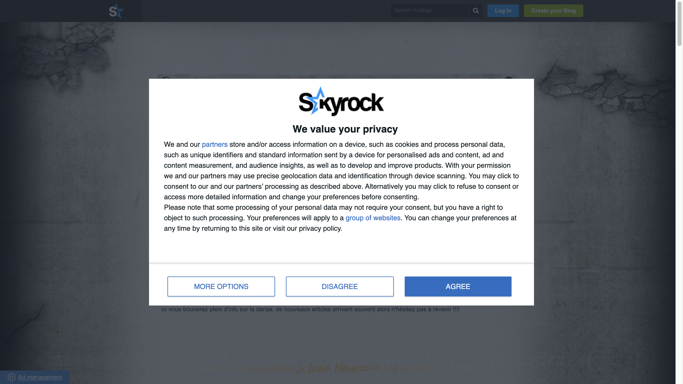 Search in blogs
Log in
Create your Blog
Skyrock
We value your privacy
We and our partners store and/or access information on a device, such as cookies and process personal data,
such as unique identifiers and standard information sent by a device for personalised ads and content, ad and
content measurement, and audience insights, as well as to develop and improve products. With your permission
we and our partners may use precise geolocation data and identification through device scanning. You may click to
consent to our and our partners' processing as described above. Alternatively you may click to refuse to consent or
access more detailed information and change your preferences before consenting.
Please note that some processing of your personal data may not require your consent, but you have a right to
object to such processing. Your preferences will apply to a group of websites. You can change your preferences at
any time by returning to this site or visit our privacy policy.
MORE OPTIONS
DISAGREE
AGREE
Ici vous trouverez plein d'info sur la danse, de nouveaux articles arrivent souvent alors n'hésitez pas à revenir !!!!
Ad management